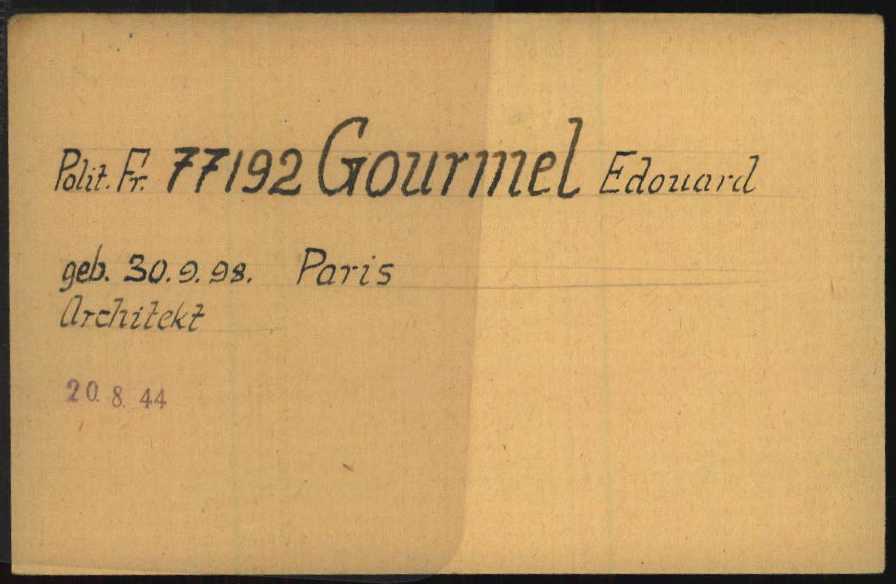 Polit. Fr. 77192 Gourmel Edouard
geb. 30.9.98. Paris
Architekt
20. 8. 44